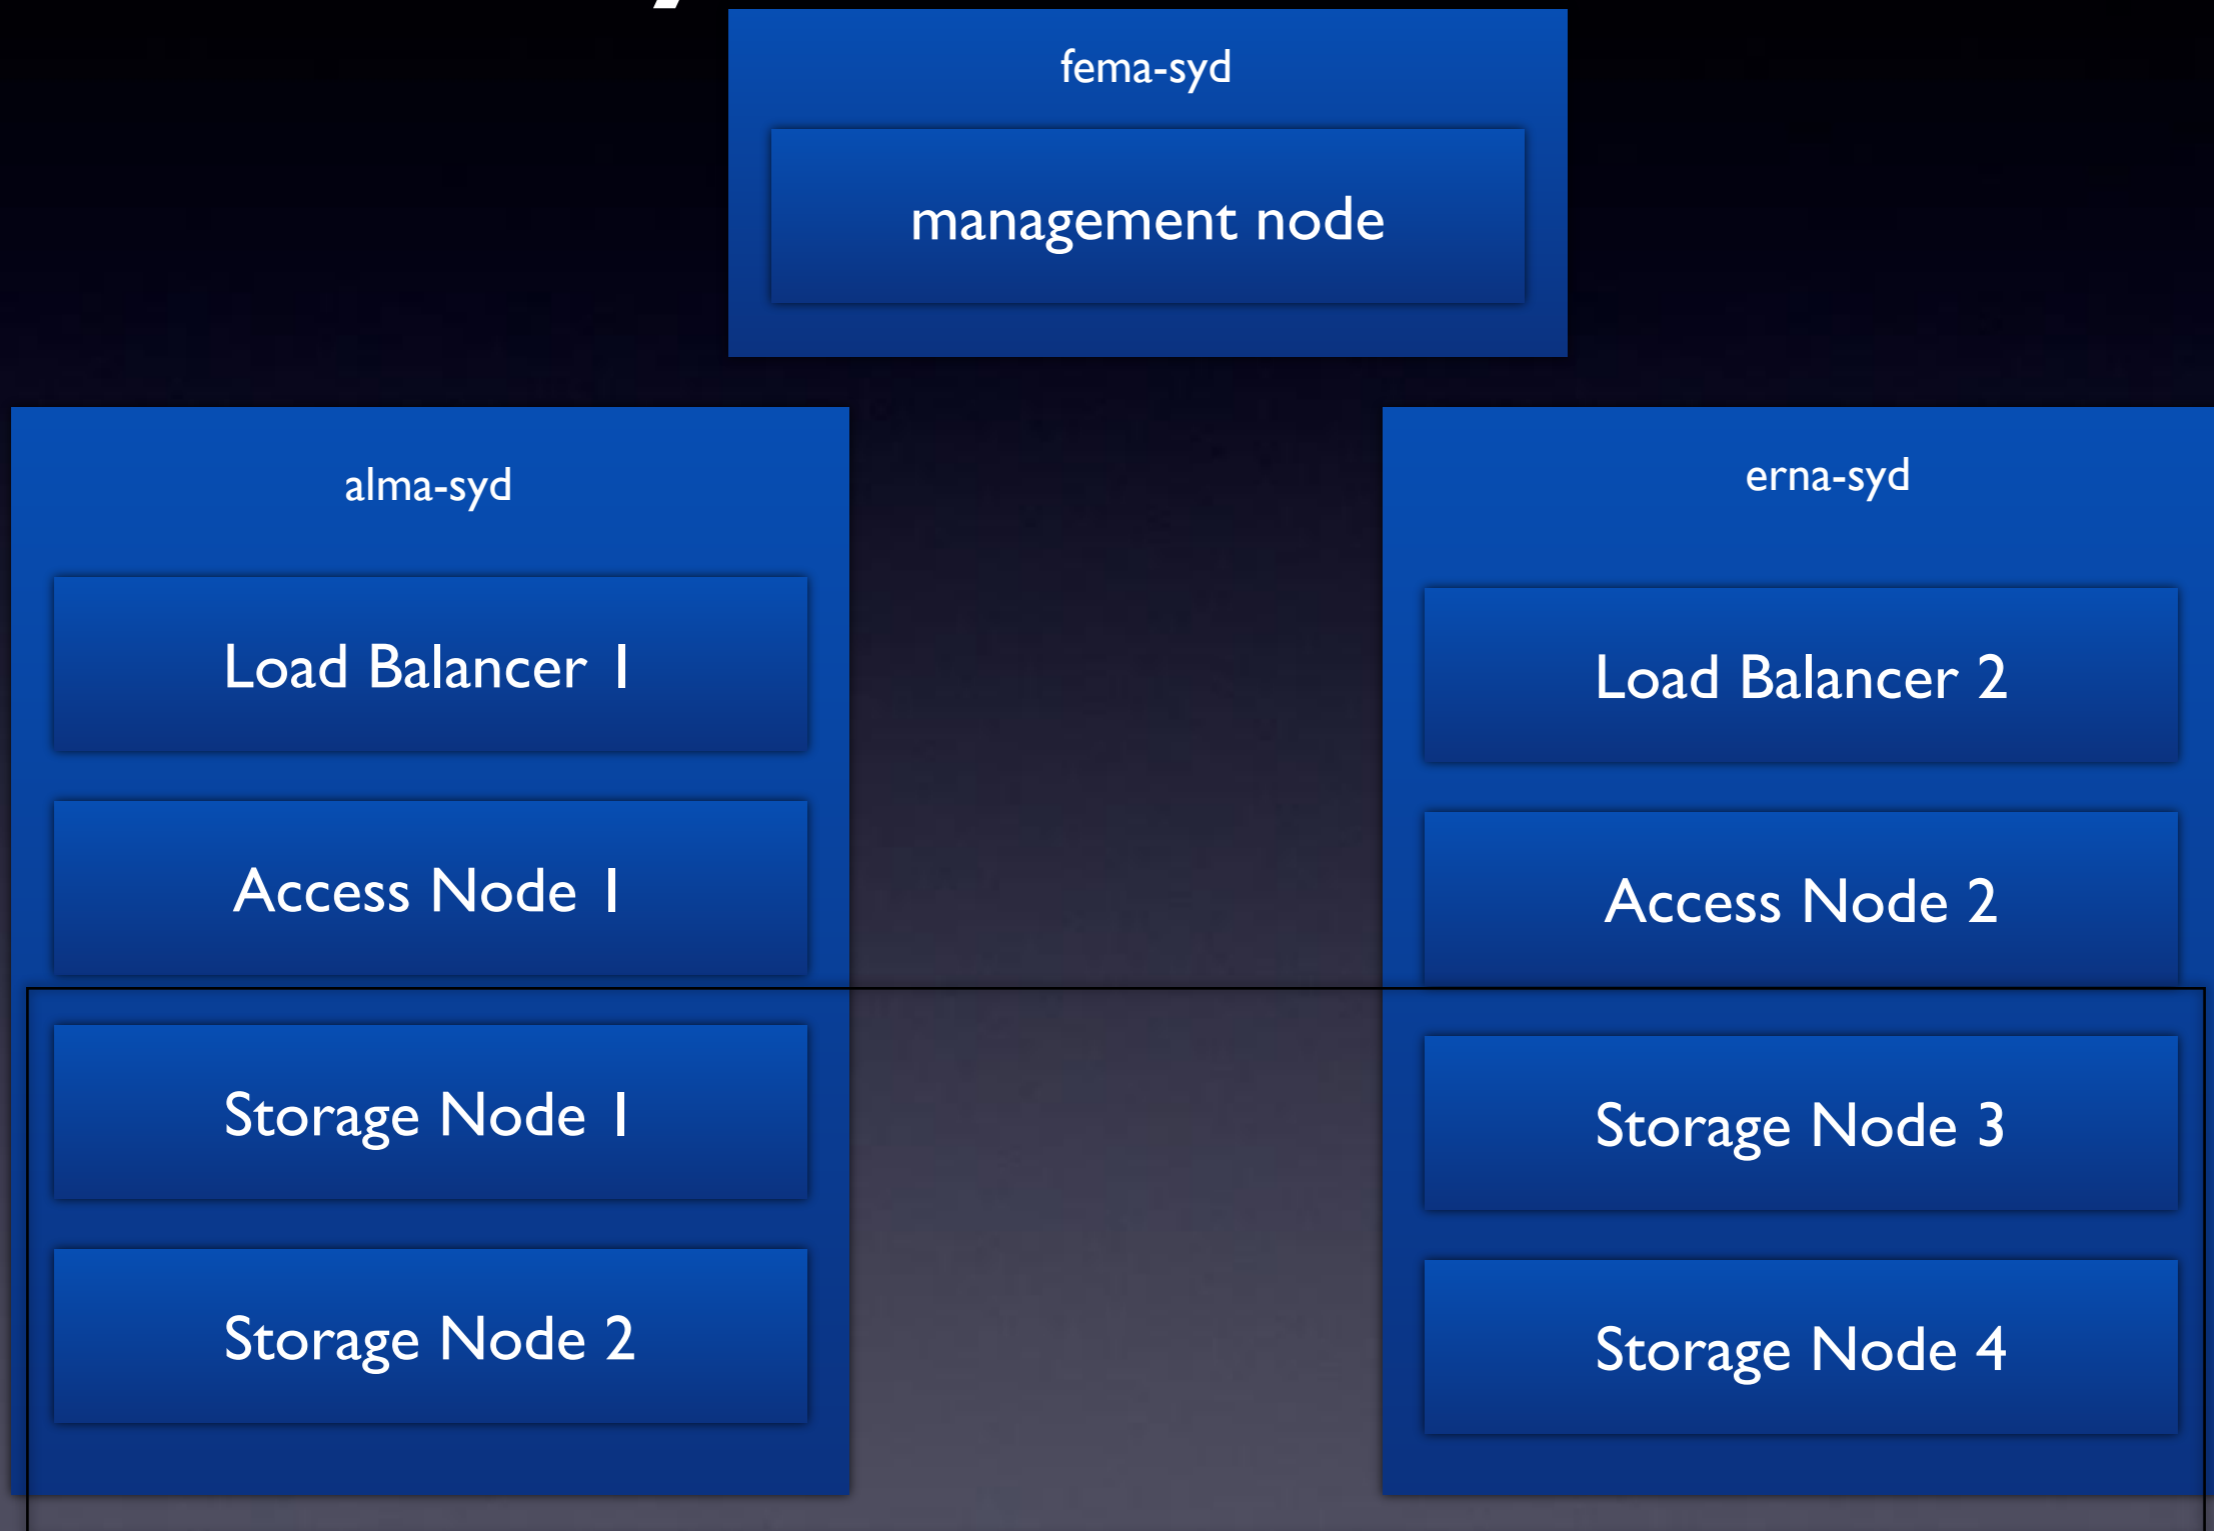 fema-syd
management node
alma-syd
Load Balancer 1
Access Node 1
Storage Node 1
Storage Node 2
erna-syd
Load Balancer 2
Access Node 2
Storage Node 3
Storage Node 4